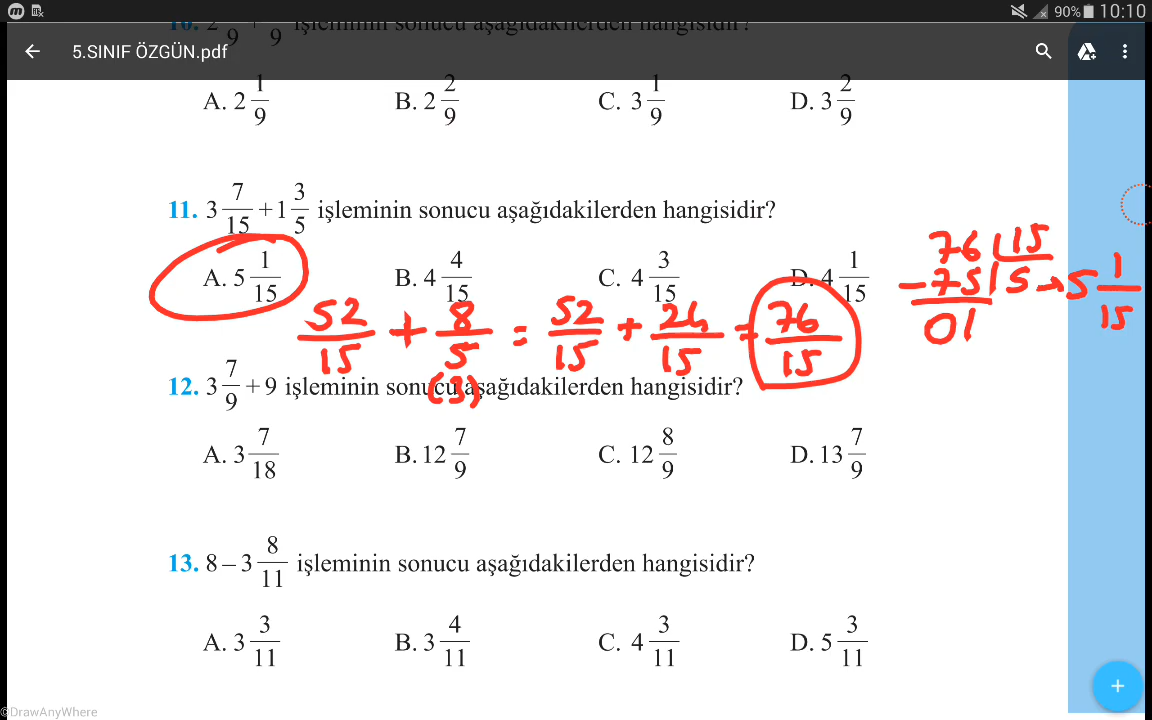 90% 10:10
5.SINIF ÖZGÜN.pdf
A. 2 1/9 B. 2 2/9 C. 3 1/9 D. 3 2/9
11. 3 7/15 + 1 3/5 işleminin sonucu aşağıdakilerden hangisidir?
A. 5 1/15 B. 4 4/15 C. 4 3/15 D. 4 1/15
76 | 15
- 75 | 5 → 5 1/15
01
52/15 + 8/5 = 52/15 + 24/15 = 76/15
(3)
12. 3 7/9 + 9 işleminin sonucu aşağıdakilerden hangisidir?
A. 3 7/18 B. 12 7/9 C. 12 8/9 D. 13 7/9
13. 8 – 3 8/11 işleminin sonucu aşağıdakilerden hangisidir?
A. 3 3/11 B. 3 4/11 C. 4 3/11 D. 5 3/11
©DrawAnyWhere